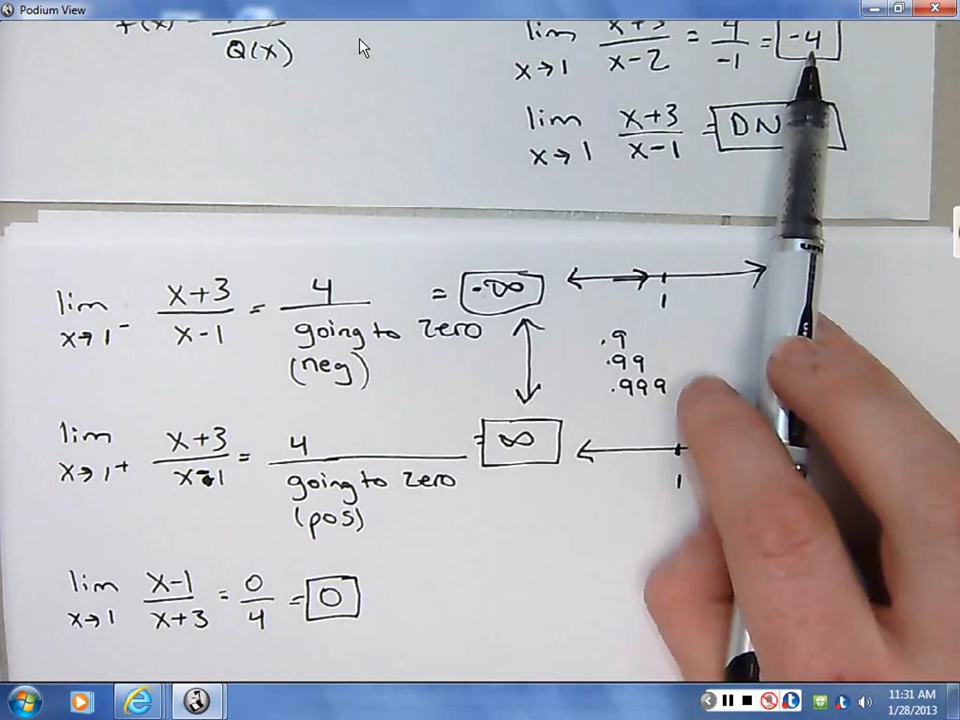 Podium View
Q(x)
lim x→1 x+3/x-2 = 4/-1 = -4
lim x→1 x+3/x-1 = DN
lim x→1⁻ x+3/x-1 = 4/going to zero (neg) = -∞
1
.9
.99
.999
lim x→1⁺ x+3/x-1 = 4/going to zero (pos) = ∞
1
lim x→1 x-1/x+3 = 0/4 = 0
11:31 AM
1/28/2013